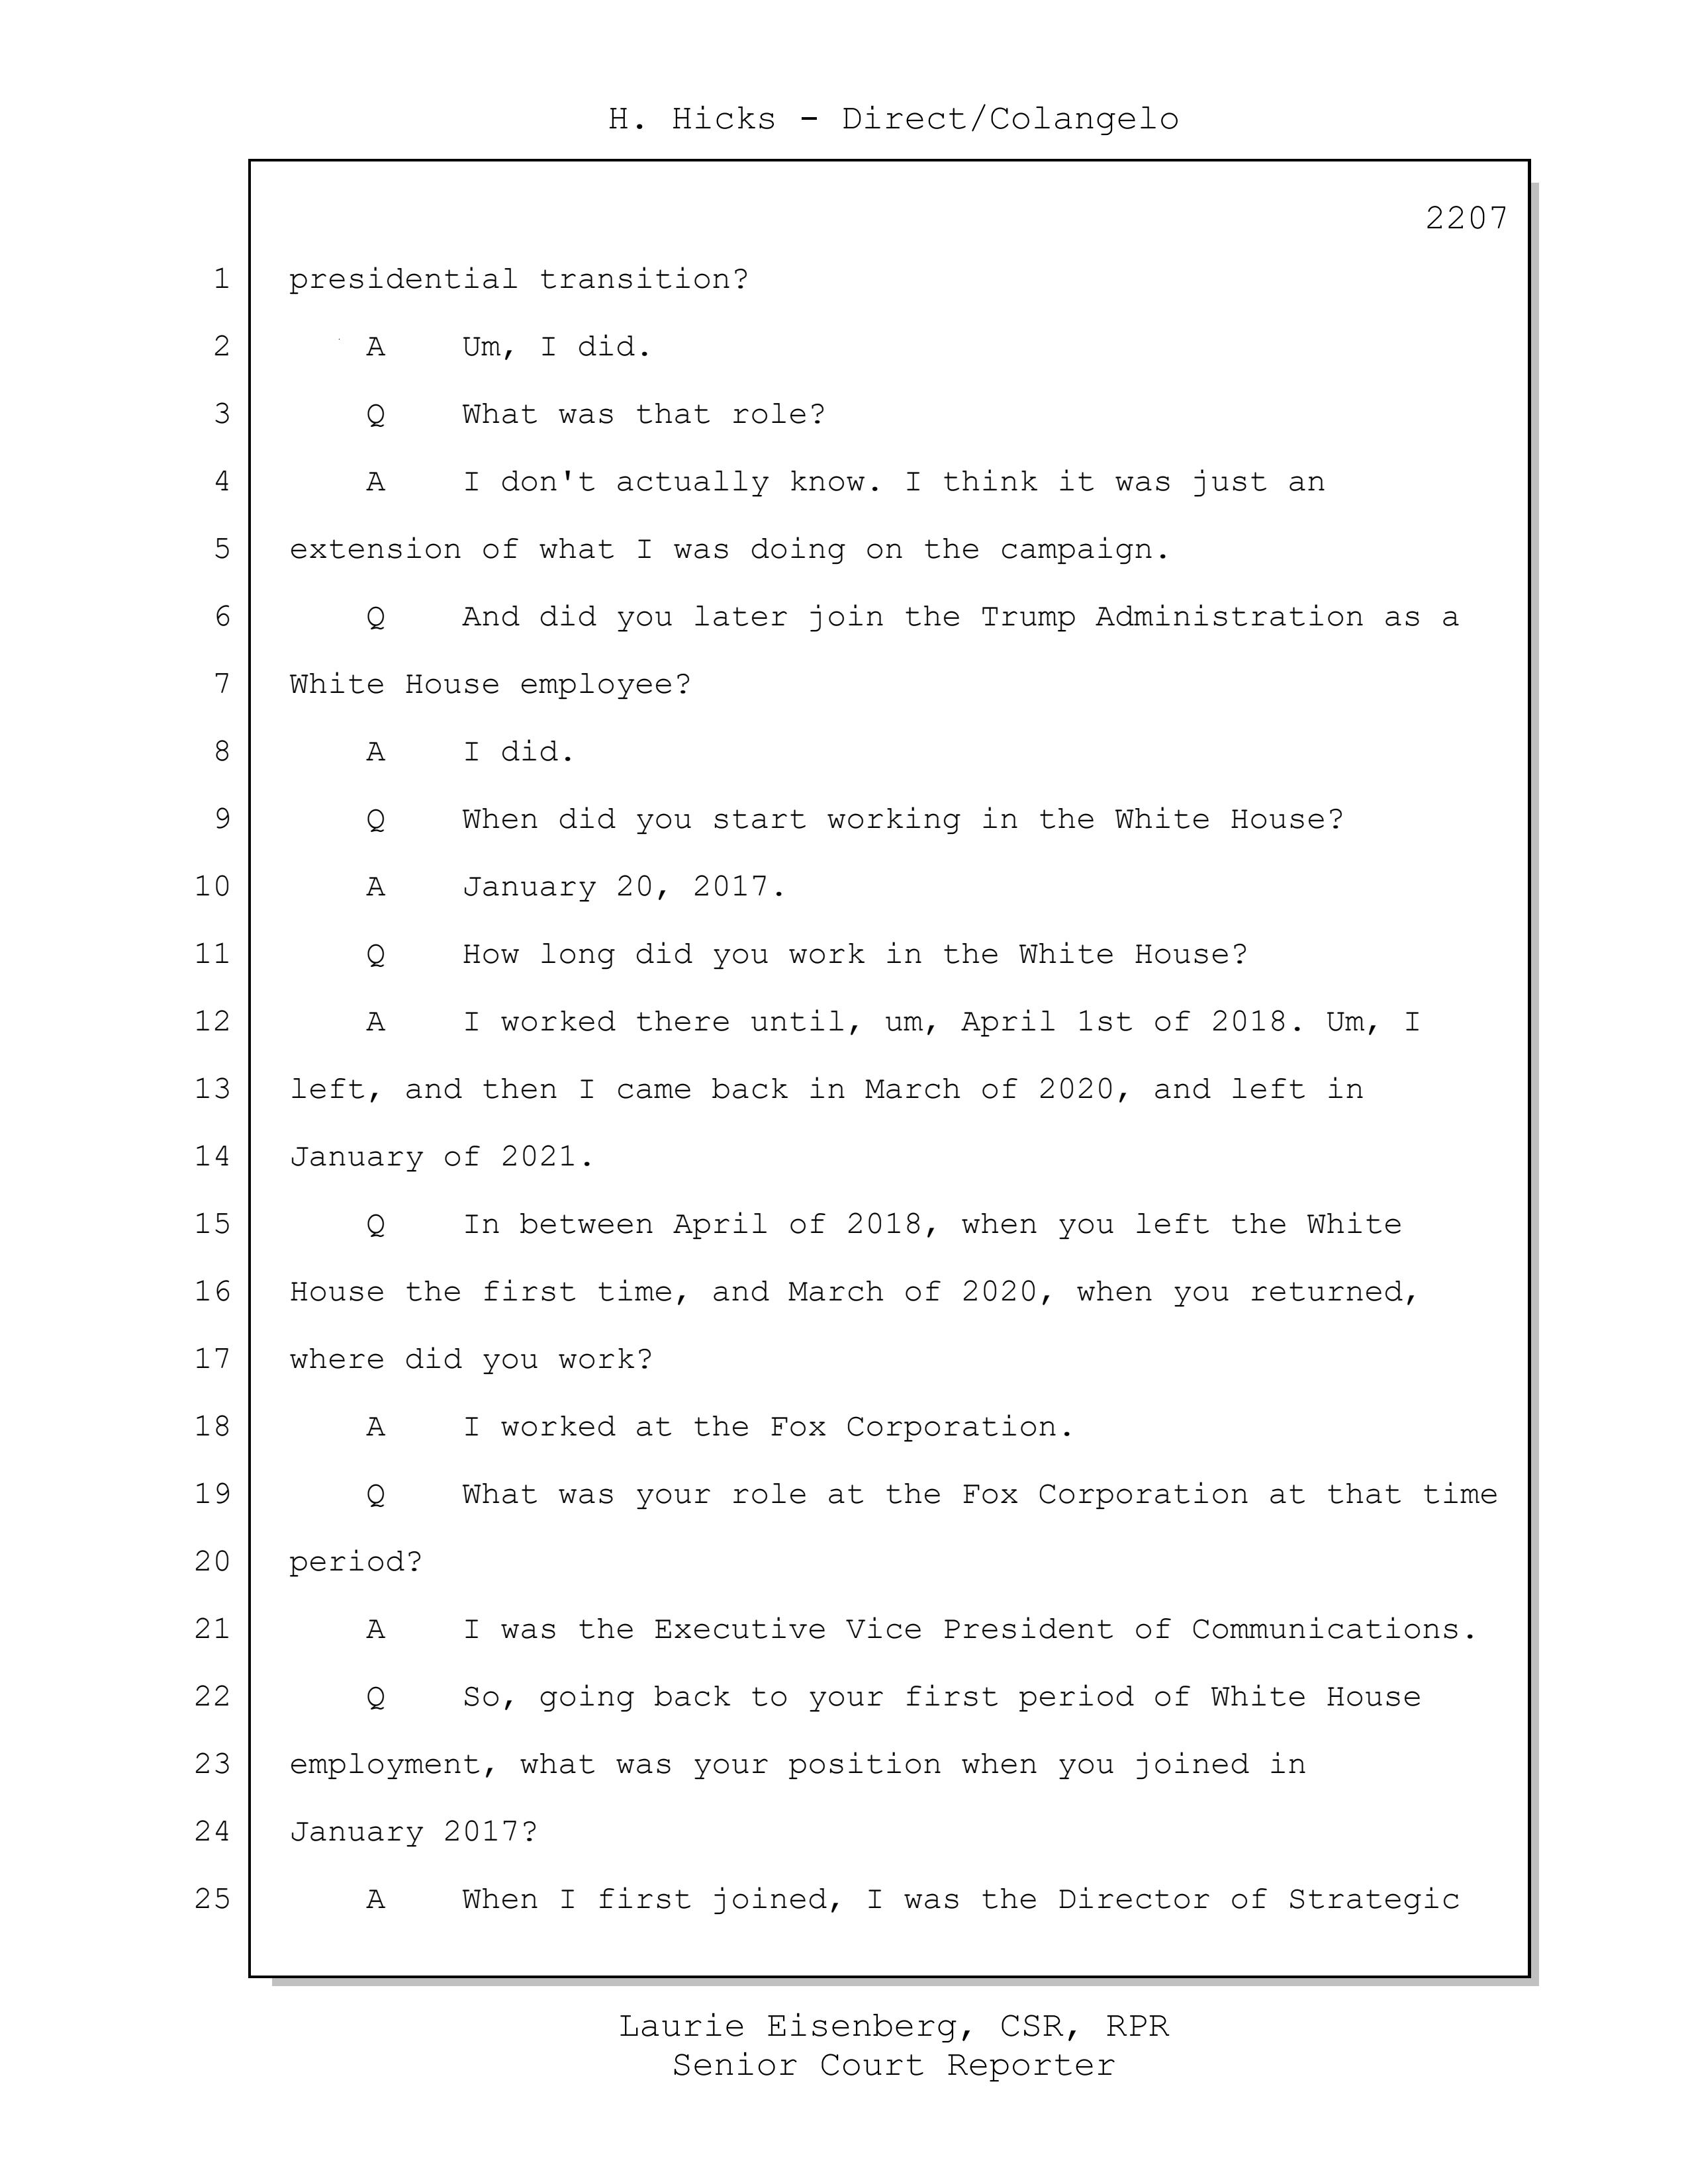 H. Hicks - Direct/Colangelo
2207
1 presidential transition?
2 A Um, I did.
3 Q What was that role?
4 A I don't actually know. I think it was just an
5 extension of what I was doing on the campaign.
6 Q And did you later join the Trump Administration as a
7 White House employee?
8 A I did.
9 Q When did you start working in the White House?
10 A January 20, 2017.
11 Q How long did you work in the White House?
12 A I worked there until, um, April 1st of 2018. Um, I
13 left, and then I came back in March of 2020, and left in
14 January of 2021.
15 Q In between April of 2018, when you left the White
16 House the first time, and March of 2020, when you returned,
17 where did you work?
18 A I worked at the Fox Corporation.
19 Q What was your role at the Fox Corporation at that time
20 period?
21 A I was the Executive Vice President of Communications.
22 Q So, going back to your first period of White House
23 employment, what was your position when you joined in
24 January 2017?
25 A When I first joined, I was the Director of Strategic
Laurie Eisenberg, CSR, RPR
Senior Court Reporter